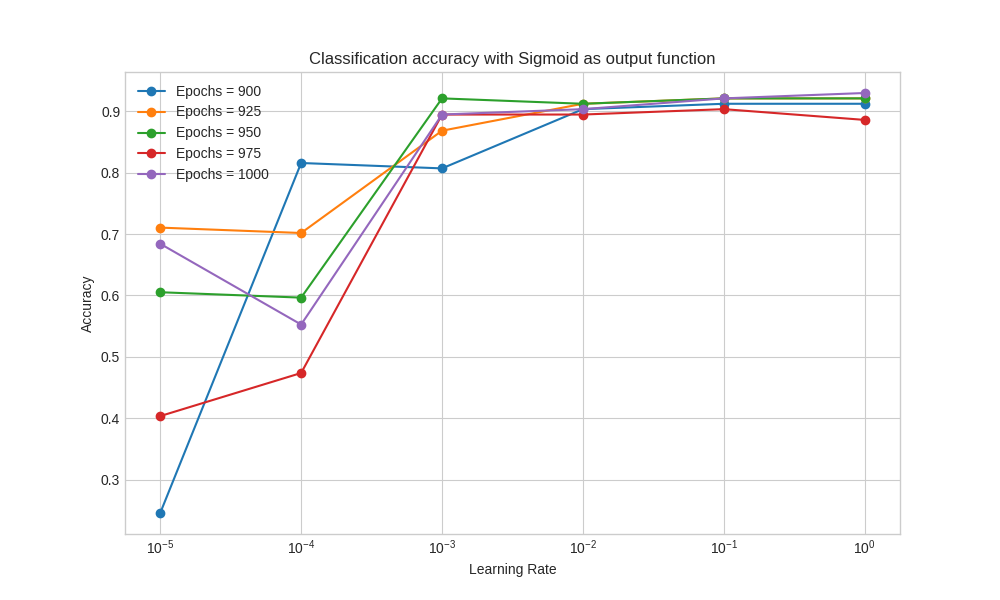 Classification accuracy with Sigmoid as output function
Epochs = 900
Epochs = 925
Epochs = 950
Epochs = 975
Epochs = 1000
Accuracy
0.9
0.8
0.7
0.6
0.5
0.4
0.3
10⁻⁵ 10⁻⁴ 10⁻³ 10⁻² 10⁻¹ 10⁰
Learning Rate